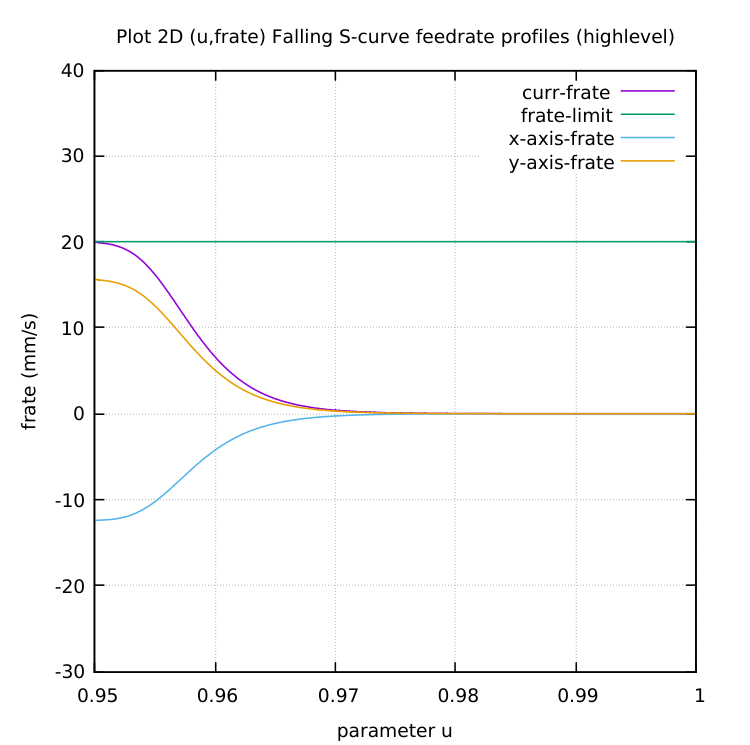 Plot 2D (u,frate) Falling S-curve feedrate profiles (highlevel)
40
30
20
10
0
-10
-20
-30
frate (mm/s)
curr-frate
frate-limit
x-axis-frate
y-axis-frate
0.95 0.96 0.97 0.98 0.99 1
parameter u